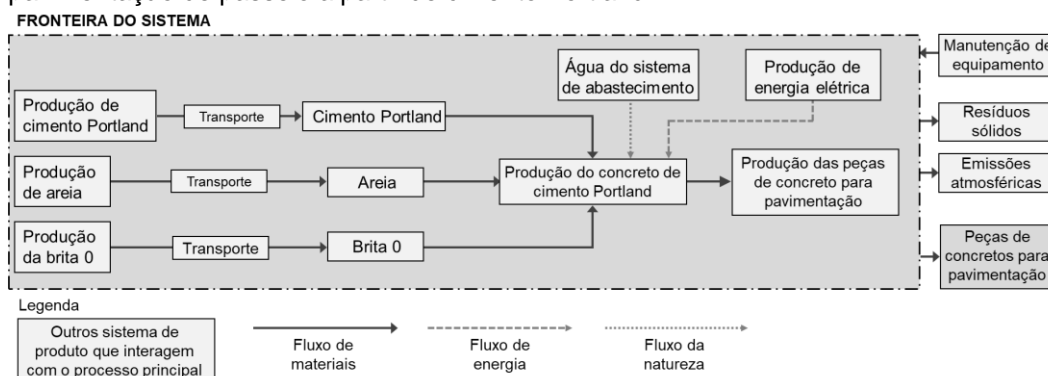 FRONTEIRA DO SISTEMA
Manutenção de
equipamento
Água do sistema
de abastecimento
Produção de
energia elétrica
Produção de
cimento Portland
Transporte
Cimento Portland
Resíduos
sólidos
Produção
de areia
Transporte
Areia
Produção do concreto de
cimento Portland
Produção das peças
de concreto para
pavimentação
Emissões
atmosféricas
Produção
da brita 0
Transporte
Brita 0
Peças de
concretos para
pavimentação
Legenda
Outros sistema de
produto que interagem
com o processo principal
Fluxo de
materiais
Fluxo de
energia
Fluxo da
natureza